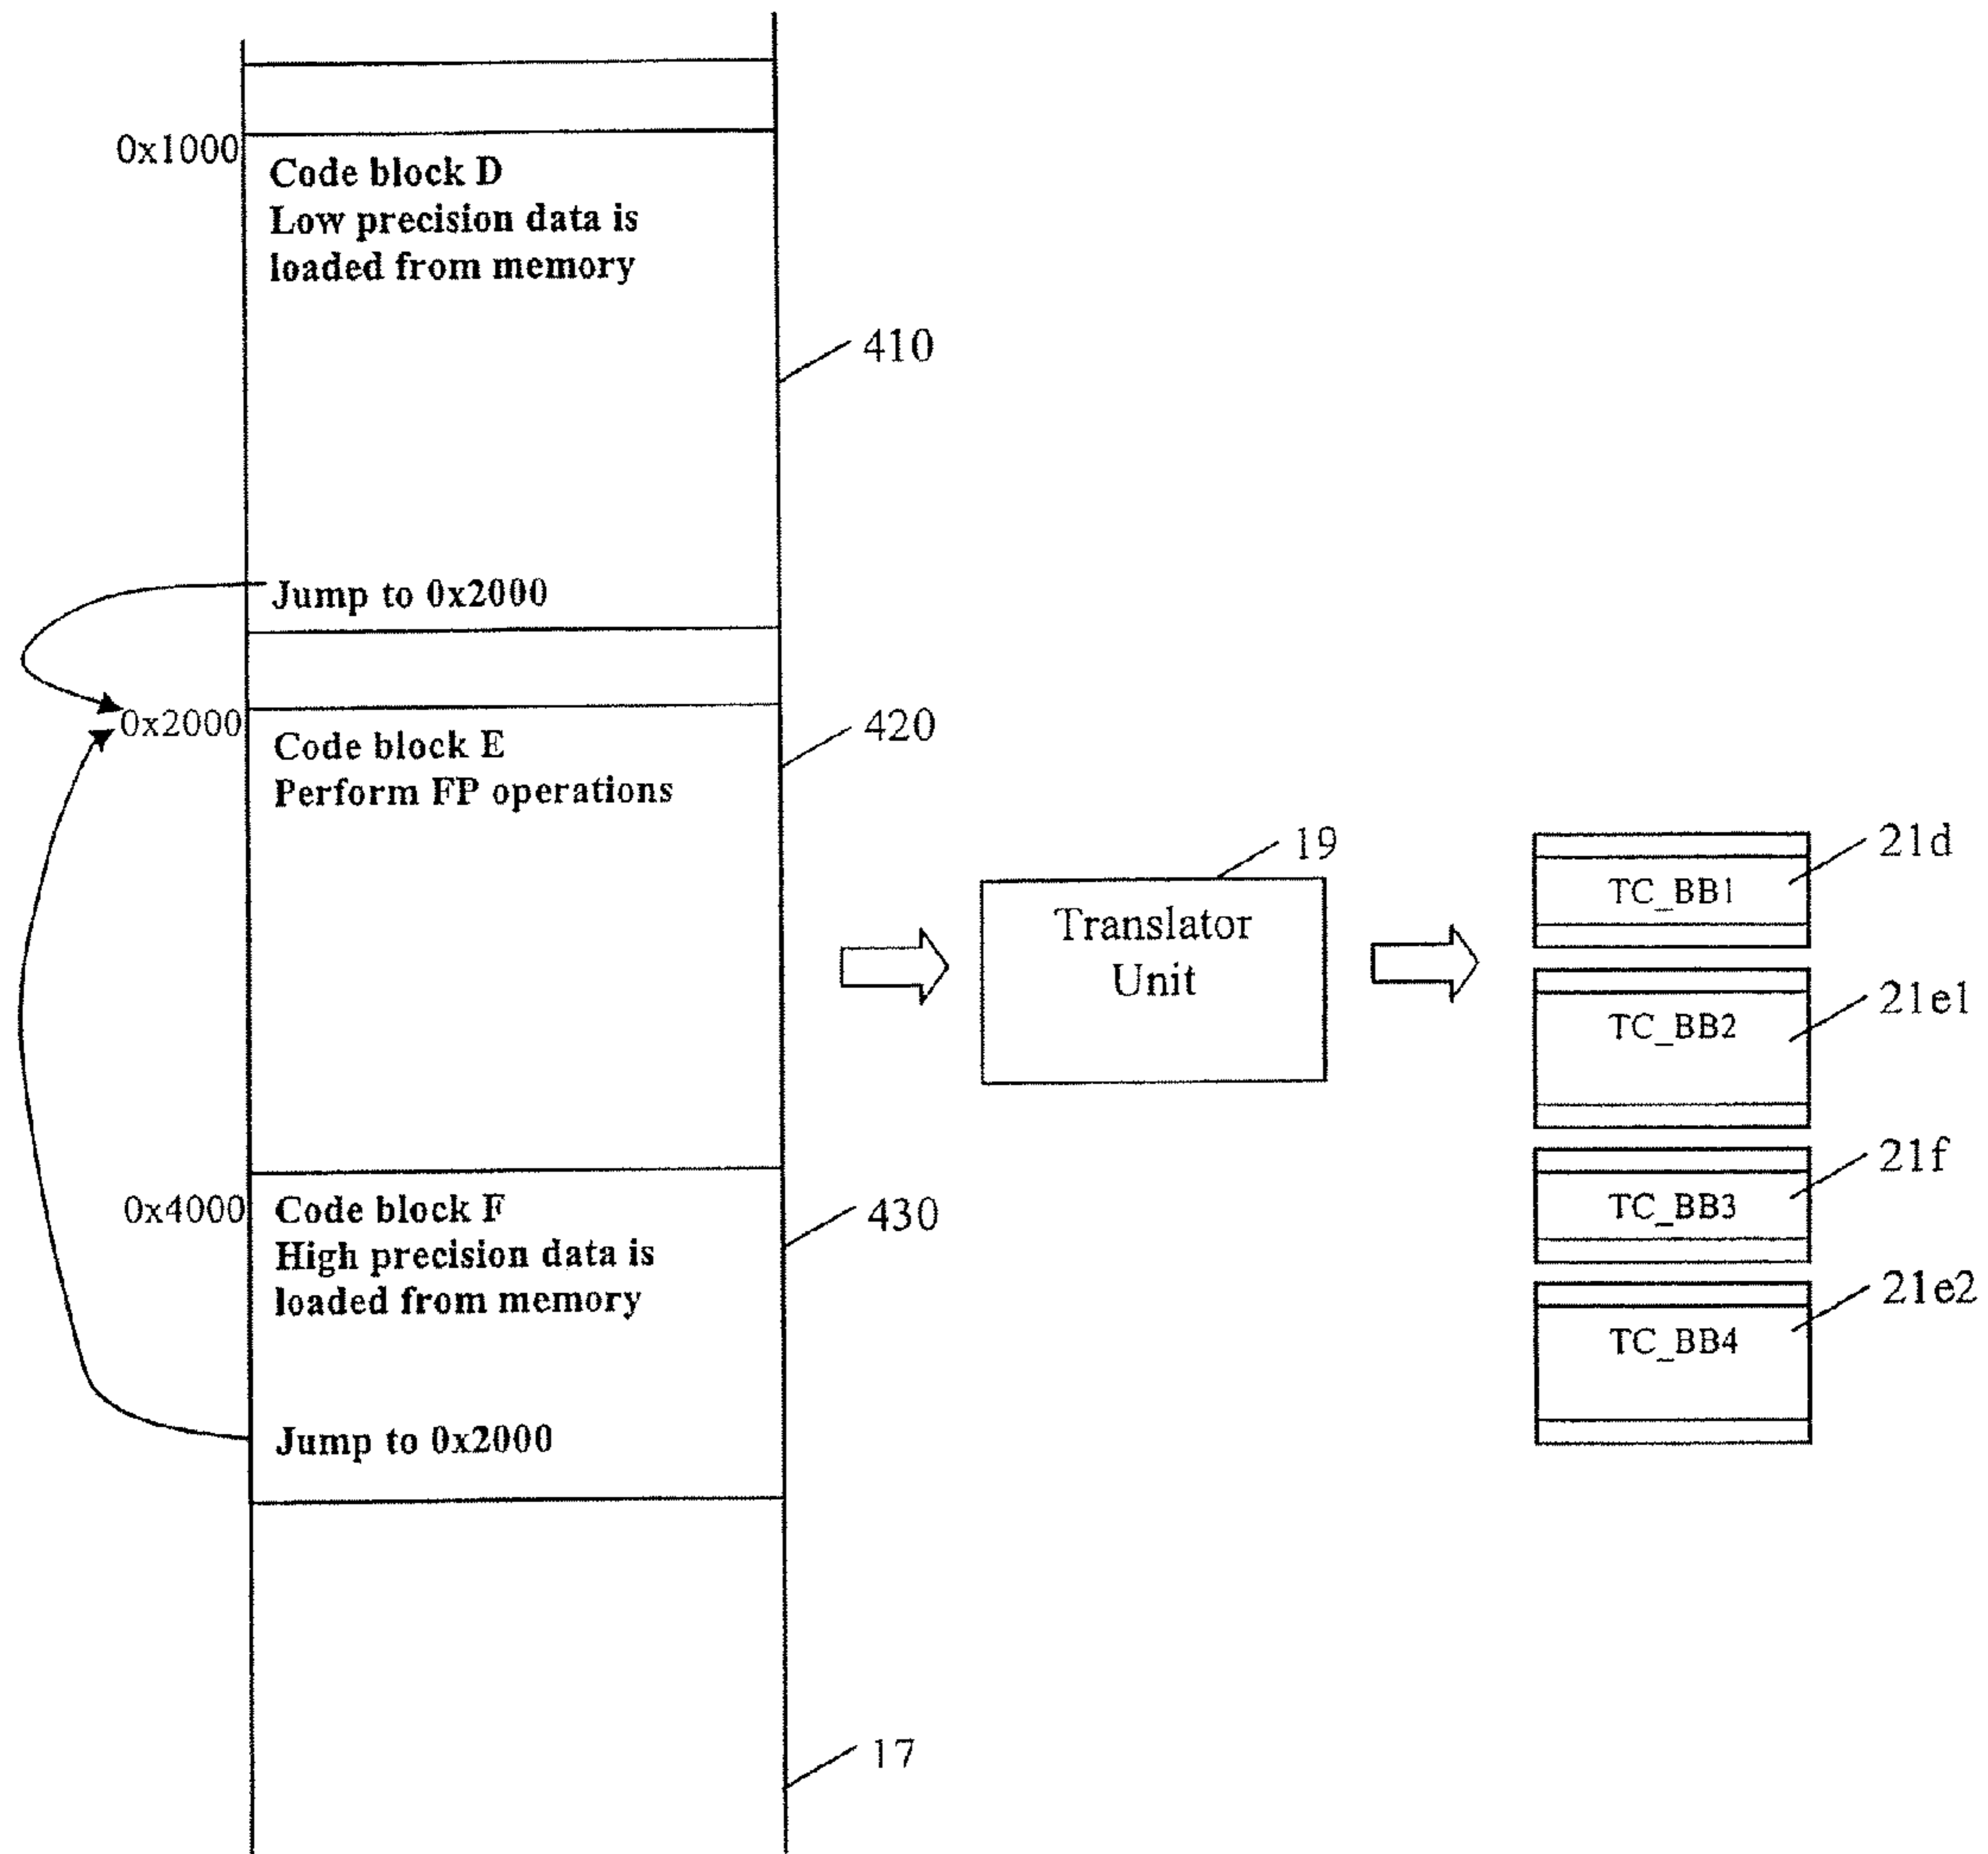 0x1000
Code block D
Low precision data is
loaded from memory
410
Jump to 0x2000
0x2000
Code block E
Perform FP operations
420
19
Translator
Unit
21d
TC_BB1
21e1
TC_BB2
21f
TC_BB3
21e2
TC_BB4
0x4000
Code block F
High precision data is
loaded from memory
430
Jump to 0x2000
17